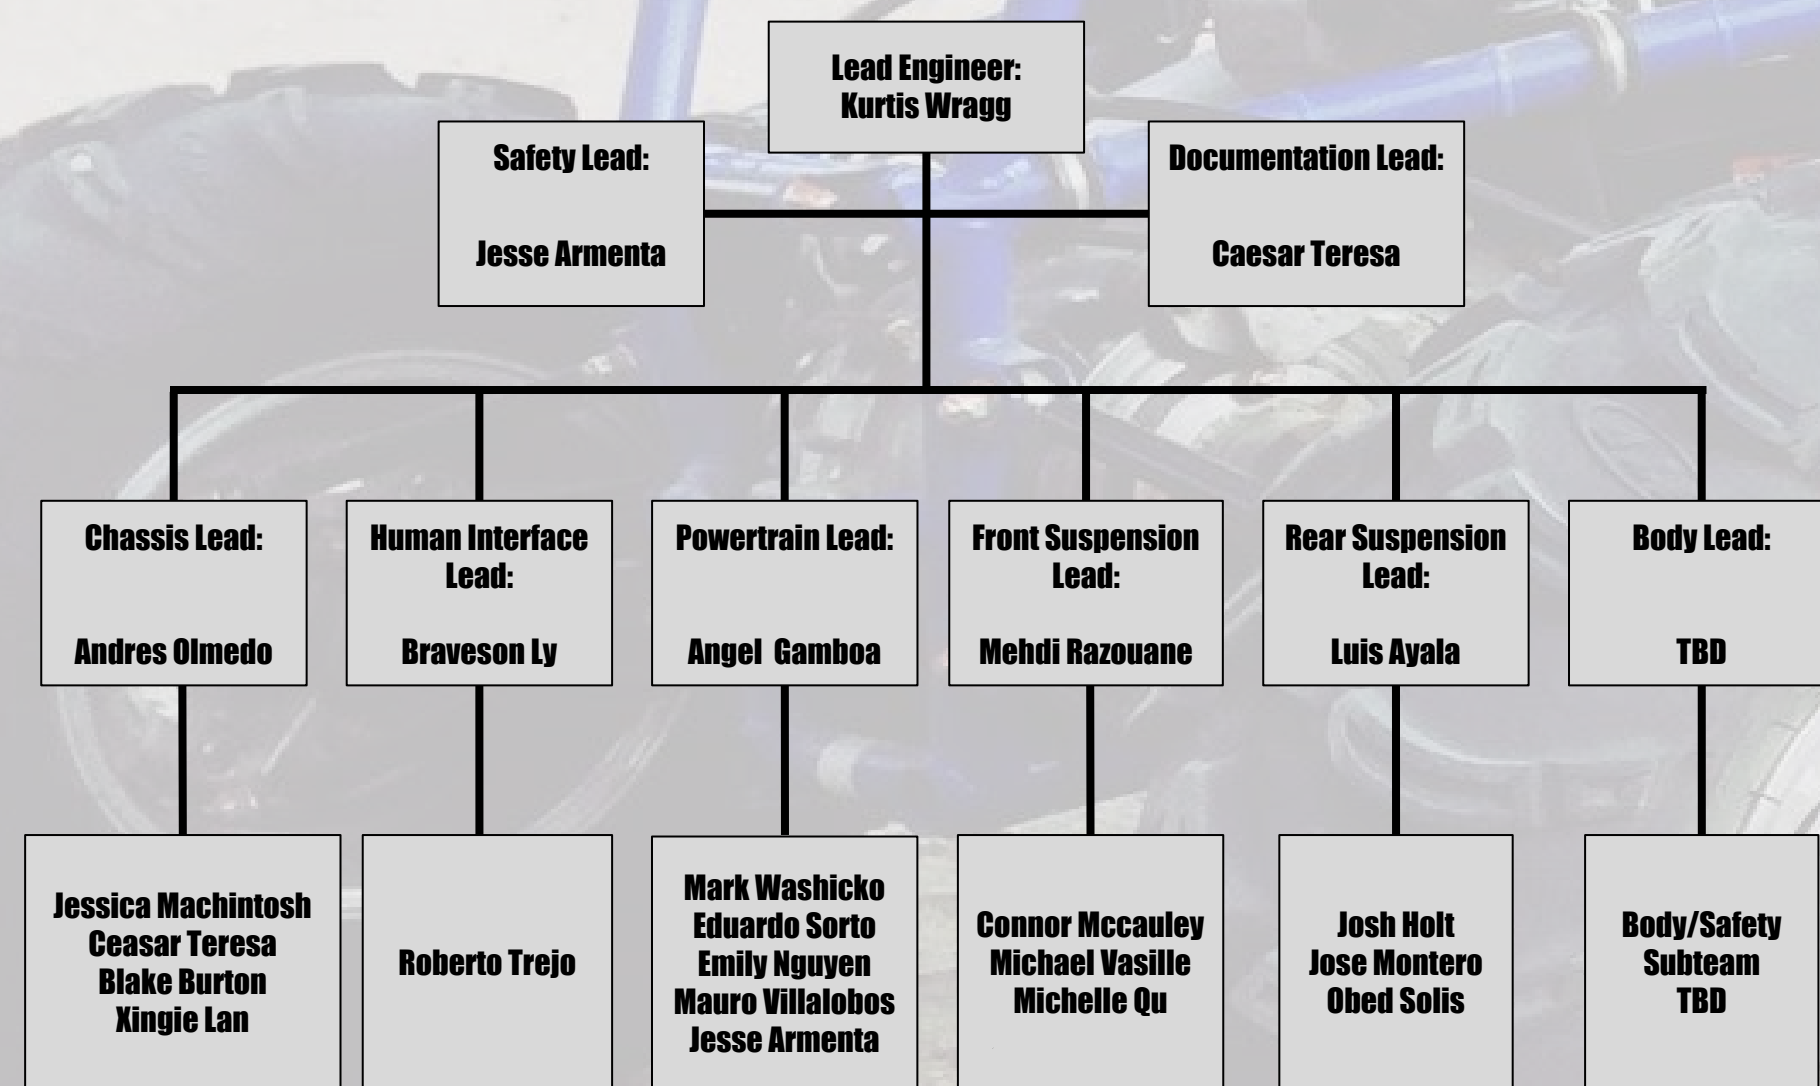 Lead Engineer:
Kurtis Wragg
Safety Lead:
Jesse Armenta
Documentation Lead:
Caesar Teresa
Chassis Lead:
Andres Olmedo
Human Interface
Lead:
Braveson Ly
Powertrain Lead:
Angel  Gamboa
Front Suspension
Lead:
Mehdi Razouane
Rear Suspension
Lead:
Luis Ayala
Body Lead:
TBD
Jessica Machintosh
Ceasar Teresa
Blake Burton
Xingie Lan
Roberto Trejo
Mark Washicko
Eduardo Sorto
Emily Nguyen
Mauro Villalobos
Jesse Armenta
Connor Mccauley
Michael Vasille
Michelle Qu
Josh Holt
Jose Montero
Obed Solis
Body/Safety
Subteam
TBD